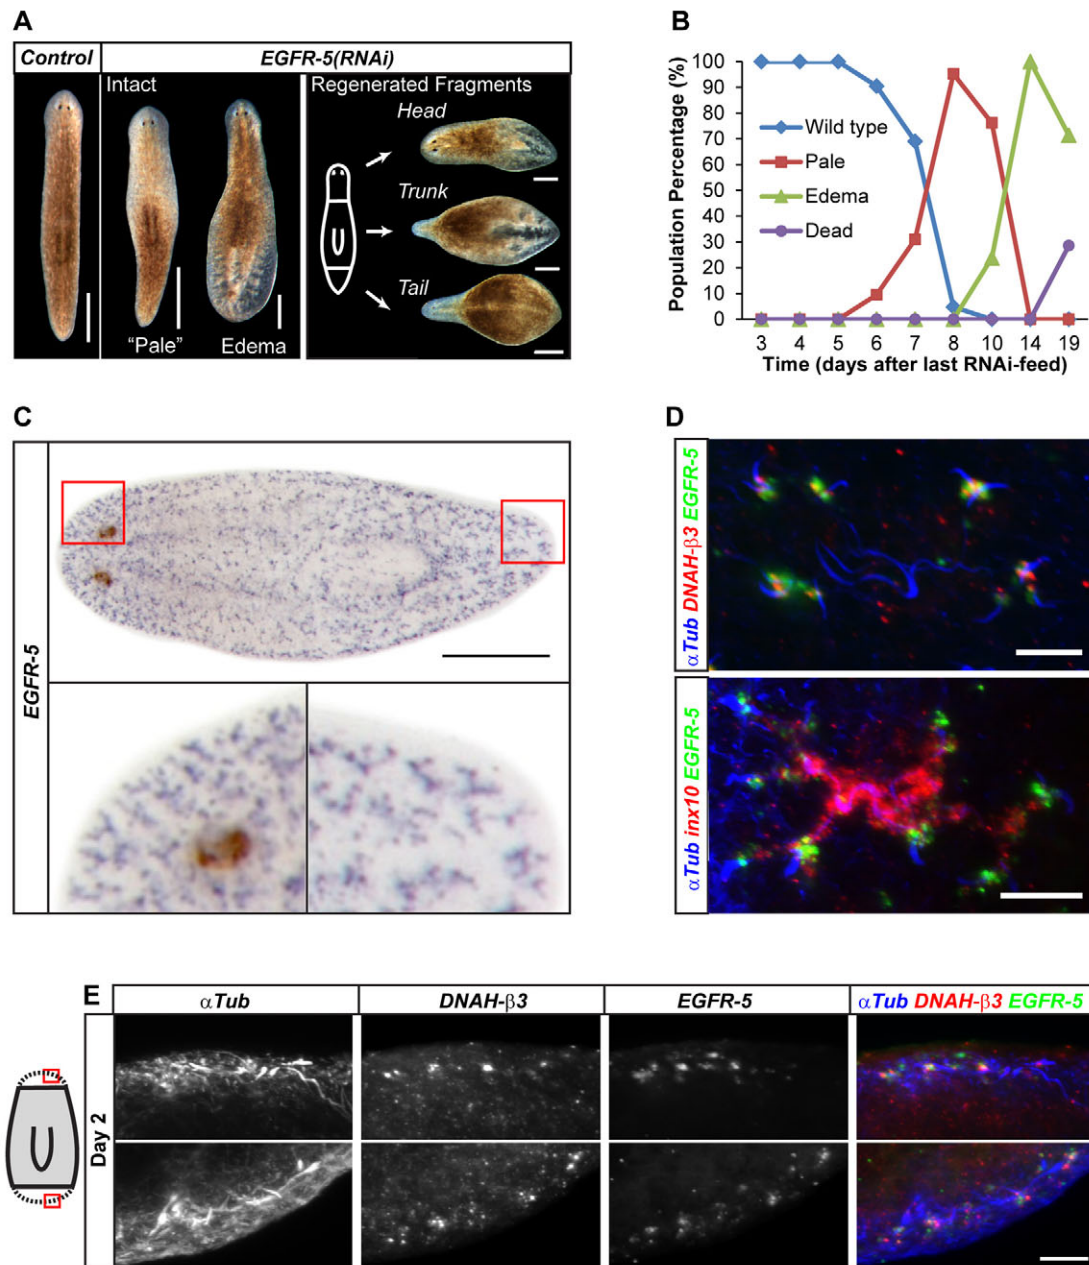 A
Control
EGFR-5(RNAi)
Intact
Regenerated Fragments
Head
Trunk
Tail
"Pale"
Edema
B
Population Percentage (%)
100
90
80
70
60
50
40
30
20
10
0
Wild type
Pale
Edema
Dead
3 4 5 6 7 8 10 14 19
Time (days after last RNAi-feed)
C
EGFR-5
D
αTub DNAH-β3 EGFR-5
αTub inx10 EGFR-5
E
αTub
DNAH-β3
EGFR-5
αTub DNAH-β3 EGFR-5
Day 2